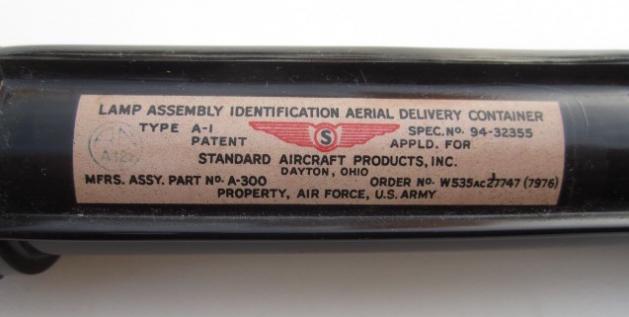 LAMP ASSEMBLY IDENTIFICATION AERIAL DELIVERY CONTAINER
TYPE A-1 SPEC. NO. 94-32355
PATENT S APPLD. FOR
STANDARD AIRCRAFT PRODUCTS, INC.
DAYTON, OHIO
MFRS. ASSY. PART NO. A-300 ORDER NO. W535AC27747 (7976)
PROPERTY, AIR FORCE, U.S. ARMY